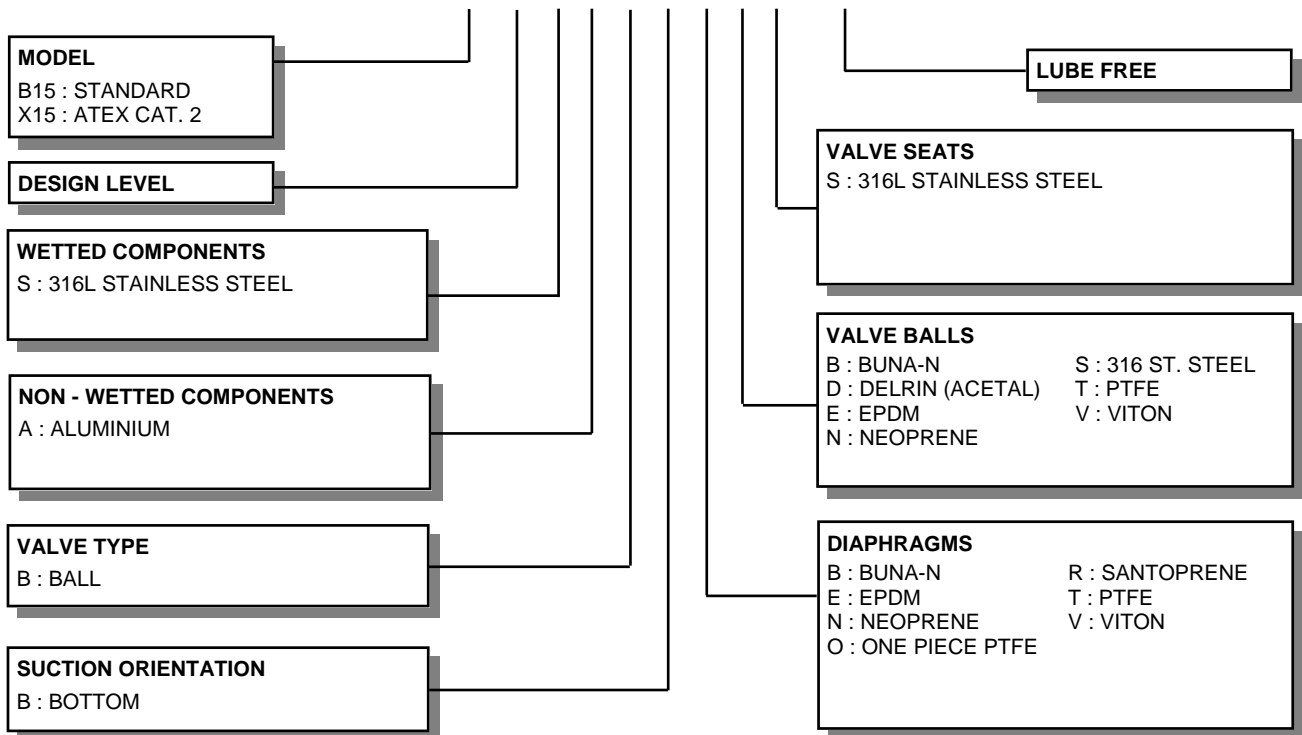 MODEL
B15 : STANDARD
X15 : ATEX CAT. 2
DESIGN LEVEL
WETTED COMPONENTS
S : 316L STAINLESS STEEL
NON - WETTED COMPONENTS
A : ALUMINIUM
VALVE TYPE
B : BALL
SUCTION ORIENTATION
B : BOTTOM
LUBE FREE
VALVE SEATS
S : 316L STAINLESS STEEL
VALVE BALLS
B : BUNA-N S : 316 ST. STEEL
D : DELRIN (ACETAL) T : PTFE
E : EPDM V : VITON
N : NEOPRENE
DIAPHRAGMS
B : BUNA-N R : SANTOPRENE
E : EPDM T : PTFE
N : NEOPRENE V : VITON
O : ONE PIECE PTFE